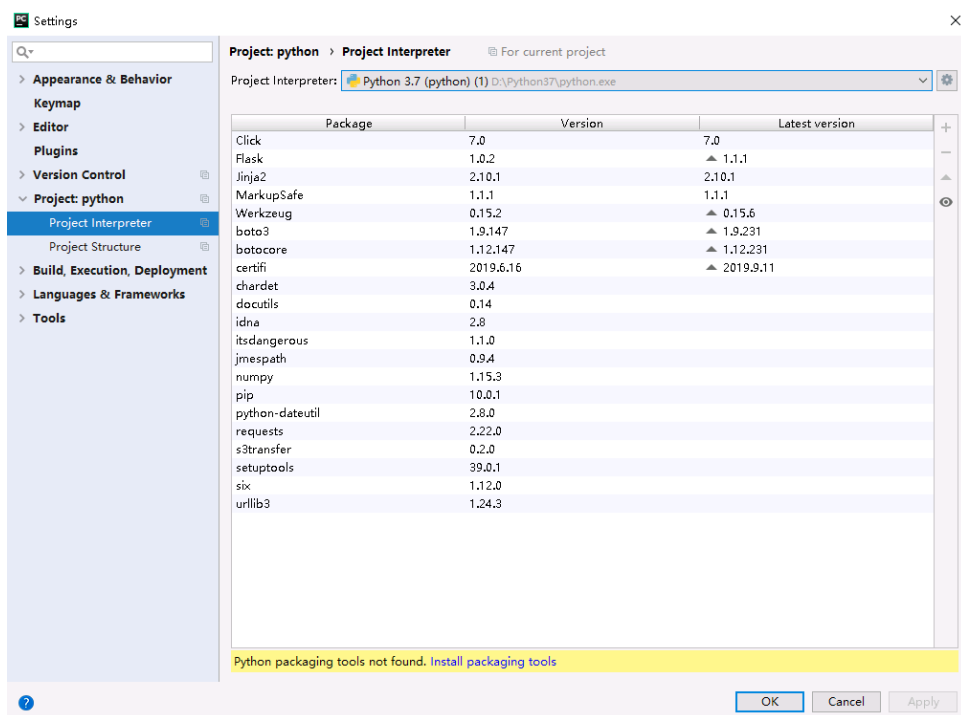 PC Settings
Project: python › Project Interpreter For current project
Project Interpreter: Python 3.7 (python) (1) D:\Python37\python.exe
Appearance & Behavior
Keymap
Editor
Plugins
Version Control
Project: python
Project Interpreter
Project Structure
Build, Execution, Deployment
Languages & Frameworks
Tools
Package Version Latest version
Click 7.0 7.0
Flask 1.0.2 1.1.1
Jinja2 2.10.1 2.10.1
MarkupSafe 1.1.1 1.1.1
Werkzeug 0.15.2 0.15.6
boto3 1.9.147 1.9.231
botocore 1.12.147 1.12.231
certifi 2019.6.16 2019.9.11
chardet 3.0.4
docutils 0.14
idna 2.8
itsdangerous 1.1.0
jmespath 0.9.4
numpy 1.15.3
pip 10.0.1
python-dateutil 2.8.0
requests 2.22.0
s3transfer 0.2.0
setuptools 39.0.1
six 1.12.0
urllib3 1.24.3
Python packaging tools not found. Install packaging tools
? OK Cancel Apply